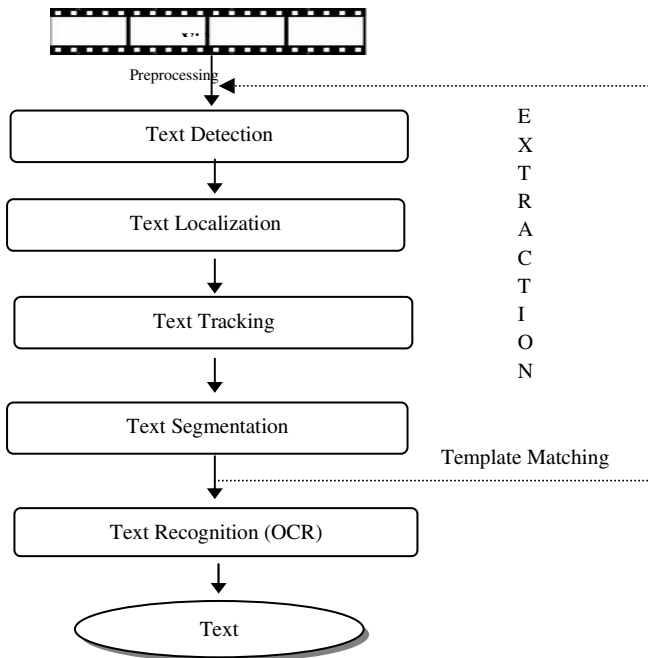 Preprocessing
Text Detection
E
X
T
R
A
C
T
I
O
N
Text Localization
Text Tracking
Text Segmentation
Template Matching
Text Recognition (OCR)
Text